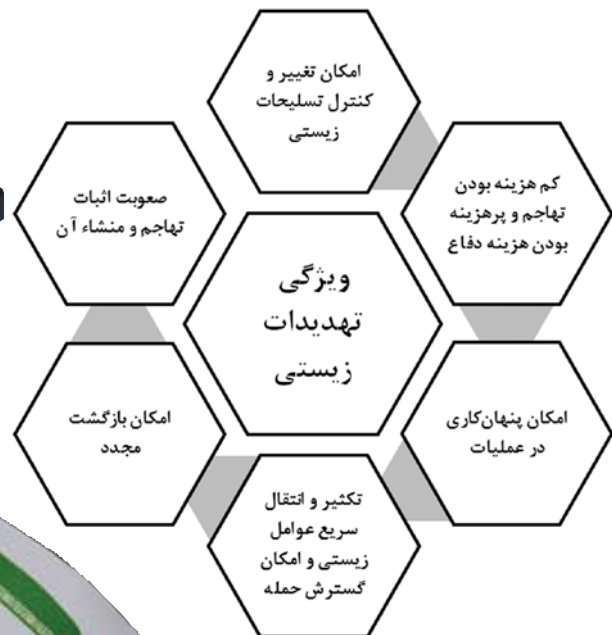 امکان تغییر و
کنترل تسلیحات
زیستی
کم هزینه بودن
تهاجم و پرهزینه
بودن هزینه دفاع
امکان پنهان‌کاری
در عملیات
تکثیر و انتقال
سریع عوامل
زیستی و امکان
گسترش حمله
امکان بازگشت
مجدد
صعوبت اثبات
تهاجم و منشاء آن
ویژگی
تهدیدات
زیستی